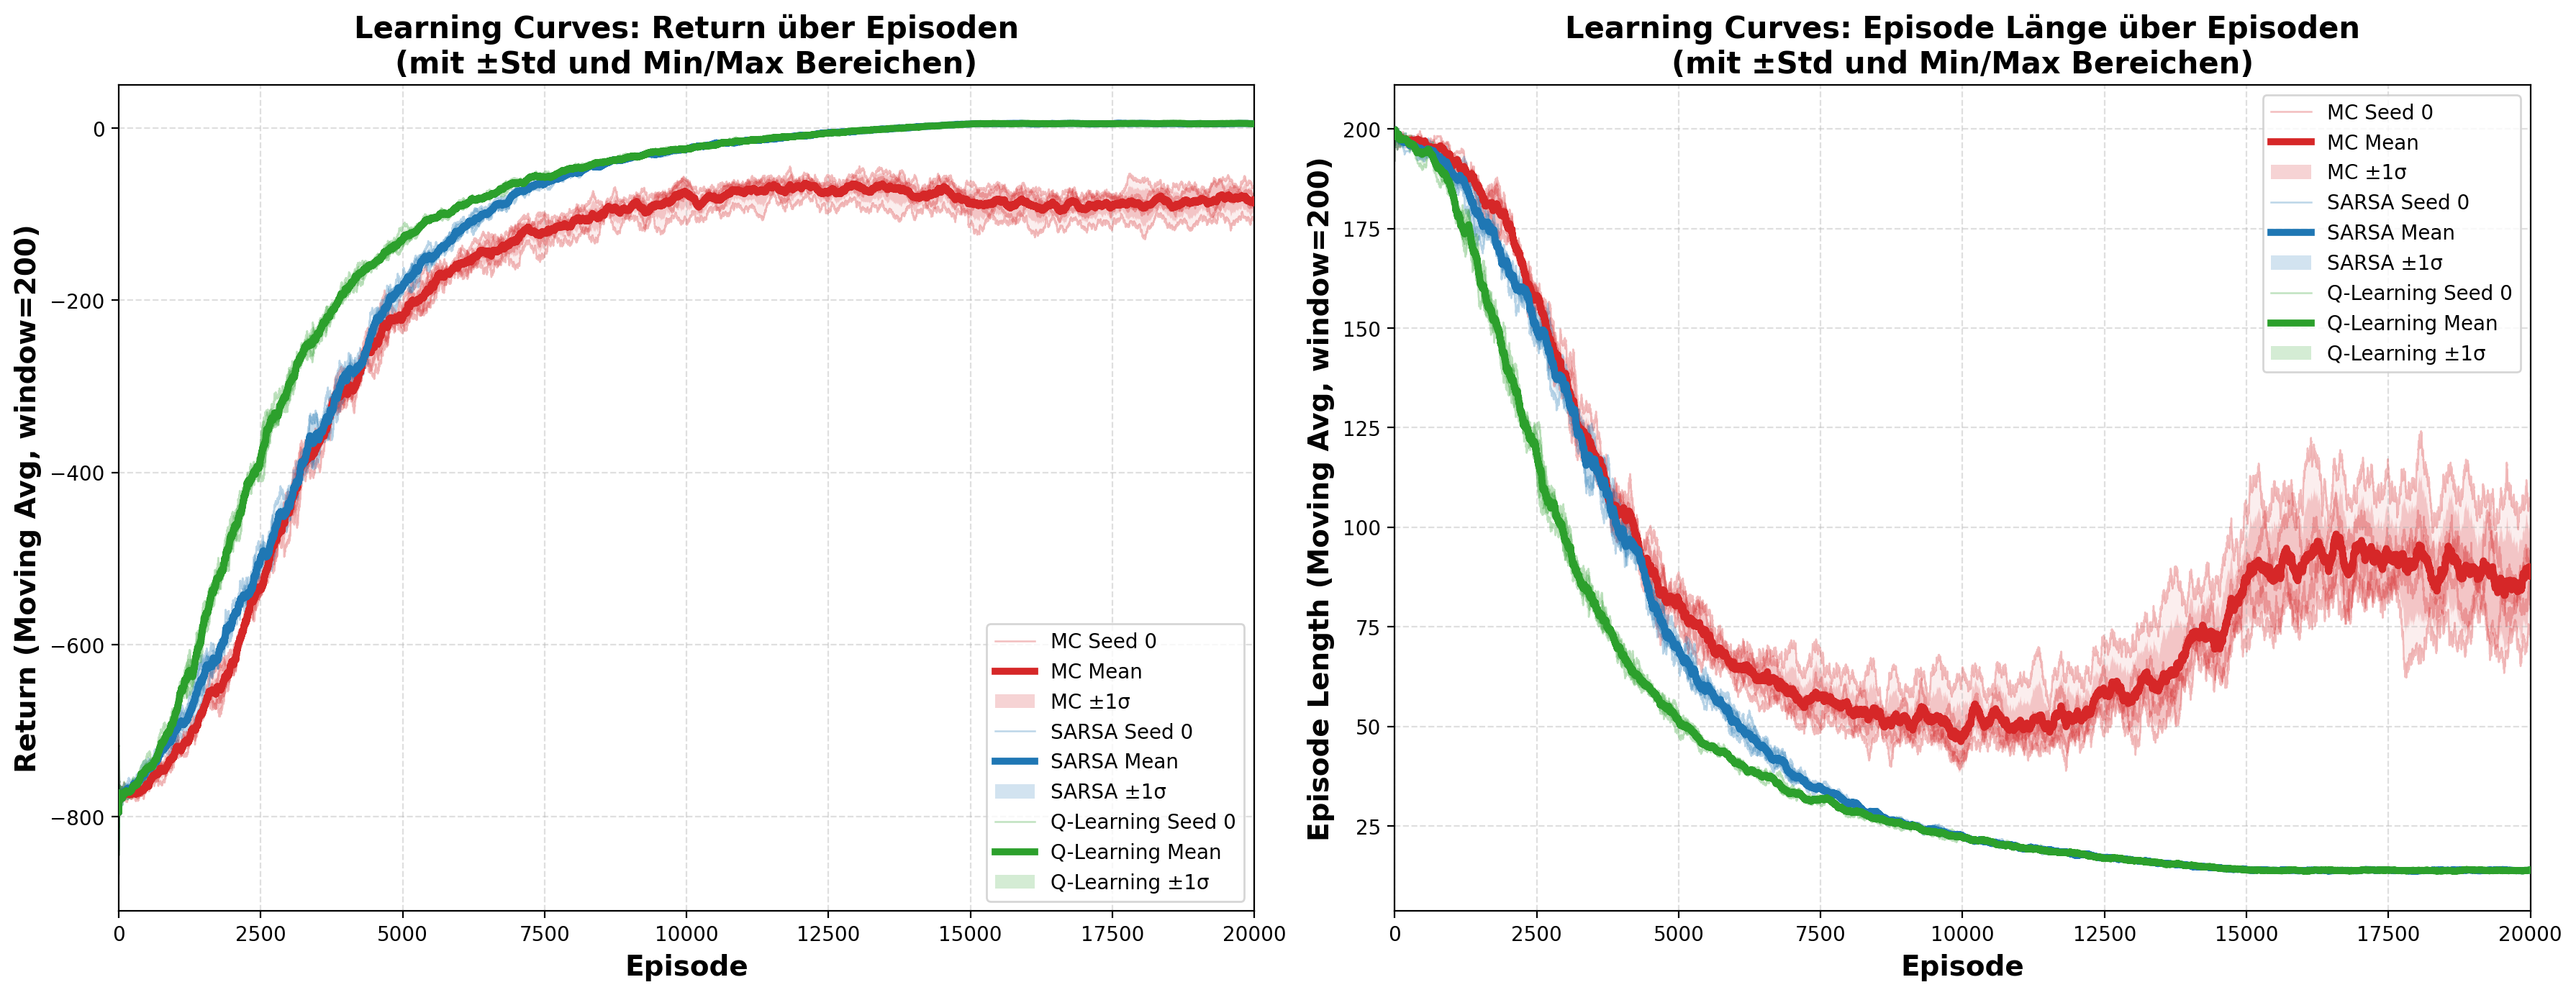 Learning Curves: Return über Episoden
(mit ±Std und Min/Max Bereichen)
Return (Moving Avg, window=200)
0
−200
−400
−600
−800
MC Seed 0
MC Mean
MC ±1σ
SARSA Seed 0
SARSA Mean
SARSA ±1σ
Q-Learning Seed 0
Q-Learning Mean
Q-Learning ±1σ
0 2500 5000 7500 10000 12500 15000 17500 20000
Episode
Learning Curves: Episode Länge über Episoden
(mit ±Std und Min/Max Bereichen)
Episode Length (Moving Avg, window=200)
200
175
150
125
100
75
50
25
MC Seed 0
MC Mean
MC ±1σ
SARSA Seed 0
SARSA Mean
SARSA ±1σ
Q-Learning Seed 0
Q-Learning Mean
Q-Learning ±1σ
0 2500 5000 7500 10000 12500 15000 17500 20000
Episode